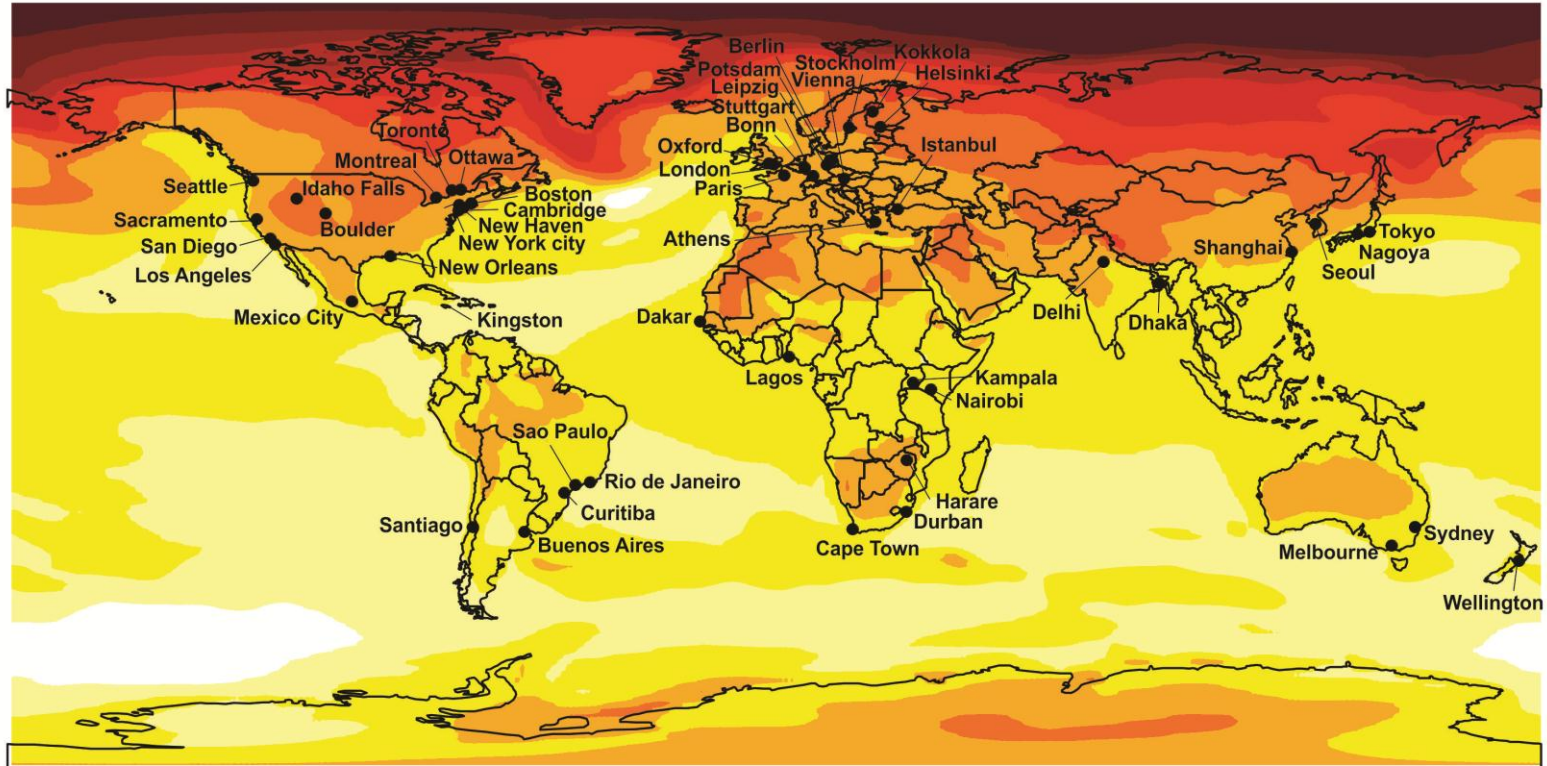 Berlin
Kokkola
Stockholm
Helsinki
Potsdam
Vienna
Leipzig
Stuttgart
Bonn
Toronto
Oxford
Istanbul
Montreal
Ottawa
London
Seattle
Idaho Falls
Paris
Boston
Cambridge
Sacramento
New Haven
Boulder
Athens
Tokyo
San Diego
New York city
Shanghai
Nagoya
Los Angeles
New Orleans
Seoul
Mexico City
Kingston
Dakar
Delhi
Dhaka
Lagos
Kampala
Nairobi
Sao Paulo
Rio de Janeiro
Harare
Curitiba
Durban
Santiago
Buenos Aires
Cape Town
Sydney
Melbourne
Wellington